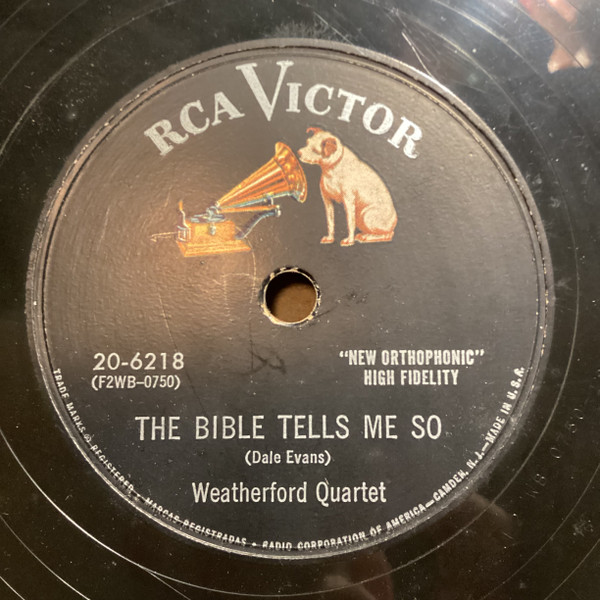 RCA VICTOR
20-6218
(F2WB-0750)
"NEW ORTHOPHONIC"
HIGH FIDELITY
THE BIBLE TELLS ME SO
(Dale Evans)
Weatherford Quartet
TRADE MARKS ® REGISTERED • MARCAS REGISTRADAS • RADIO CORPORATION OF AMERICA—CAMDEN, N.J.—MADE IN U.S.A.